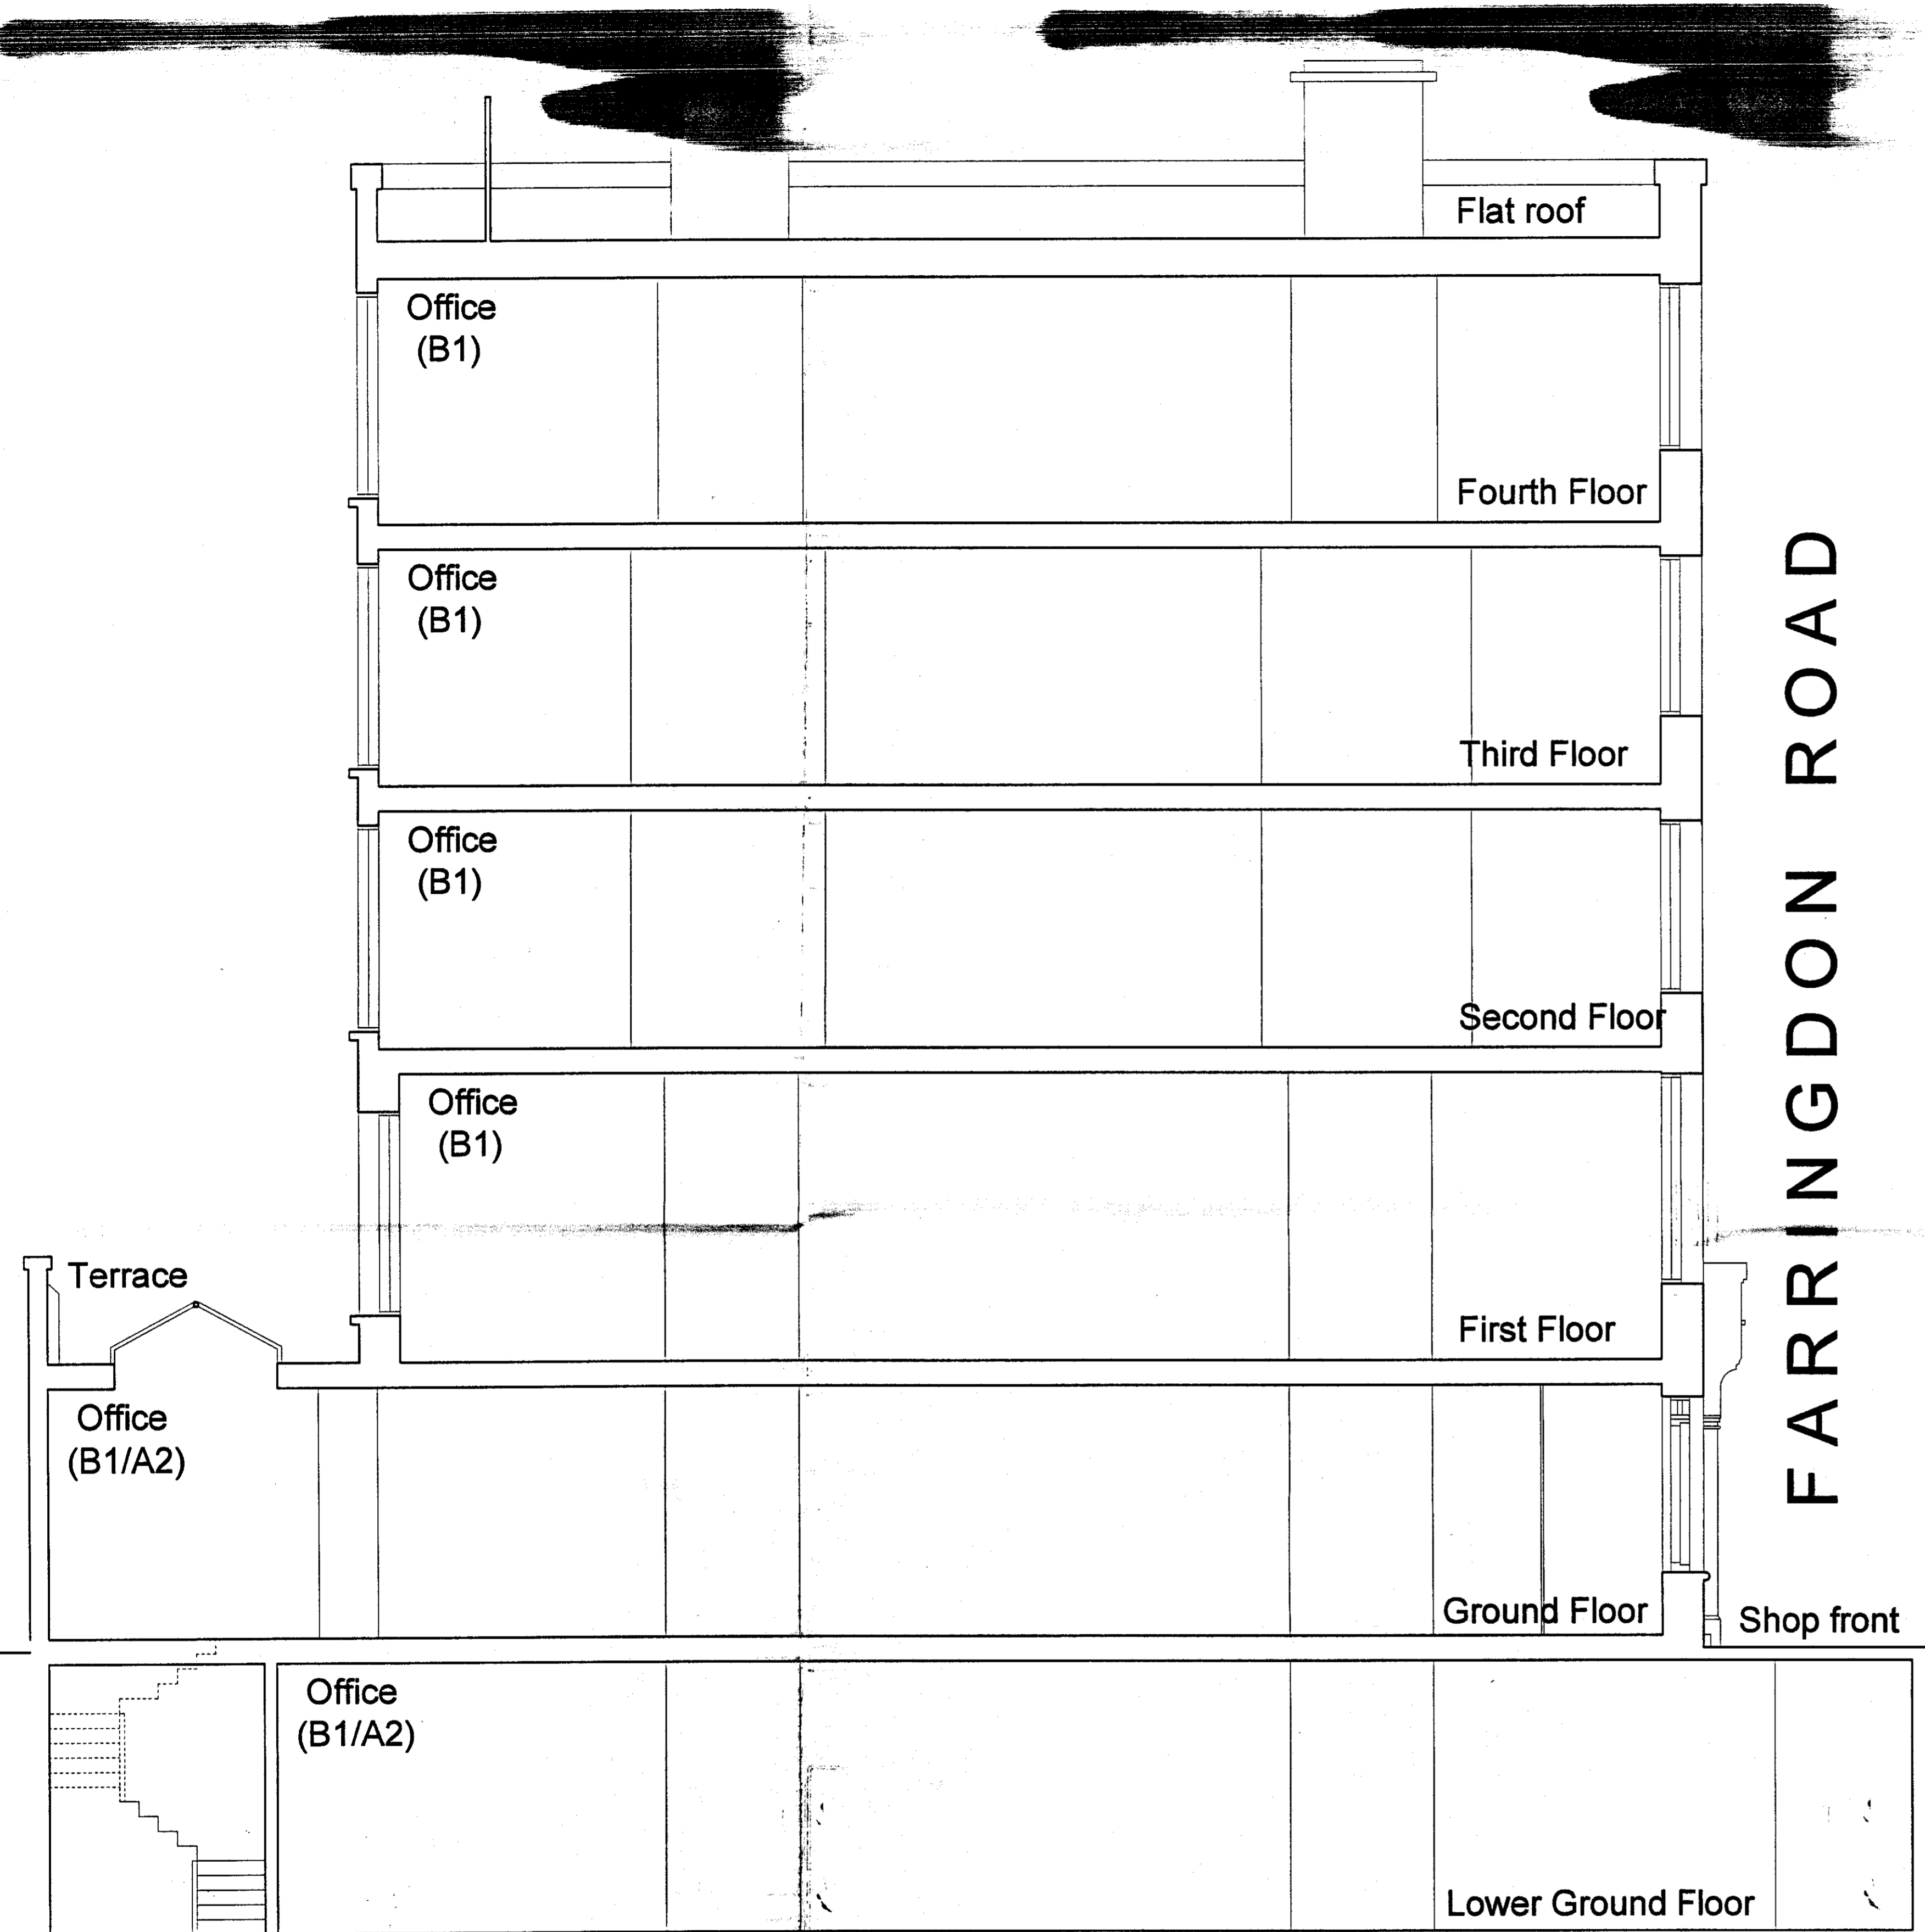 Flat roof
Office
(B1)
Fourth Floor
Office
(B1)
Third Floor
Office
(B1)
Second Floor
Office
(B1)
First Floor
Terrace
Office
(B1/A2)
Ground Floor
Shop front
Office
(B1/A2)
Lower Ground Floor
FARRINGDON ROAD